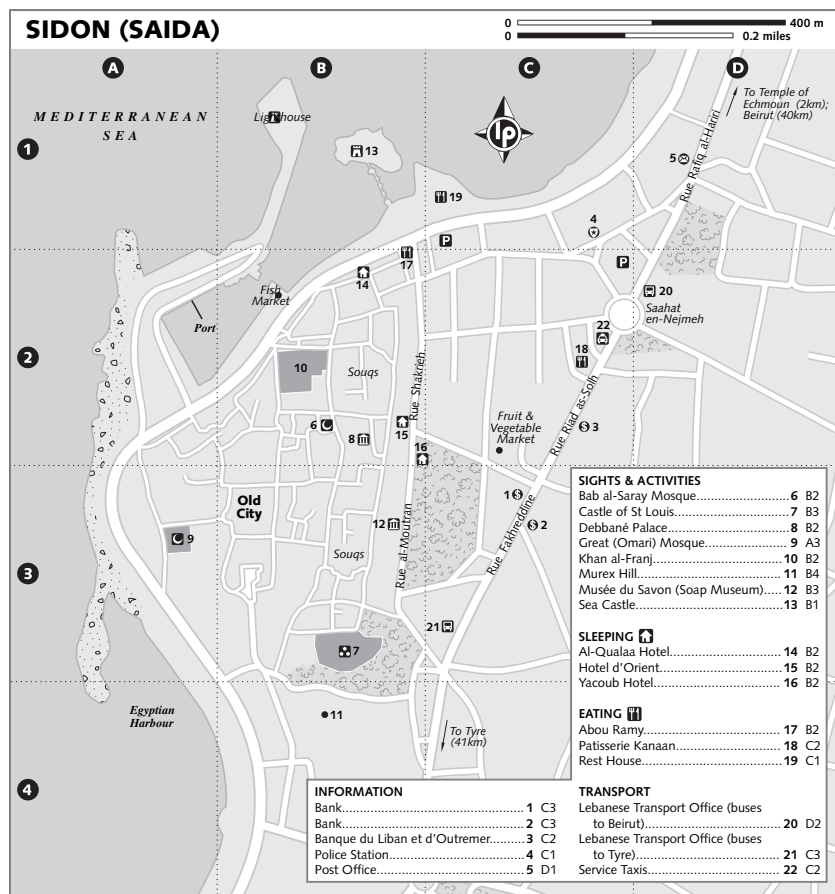 SIDON (SAIDA)
0 400 m
0 0.2 miles
A
B
C
D
1
2
3
4
MEDITERRANEAN
SEA
Lighthouse
13
lp
To Temple of
Echmoun (2km);
Beirut (40km)
Rue Rafiq al-Hariri
5
19
4
P
17
14
P
20
Saahat
en-Nejmeh
Fish
Market
Port
22
18
10
Souqs
Rue Shakrieh
Rue Riad as-Solh
6
8
15
16
Fruit &
Vegetable
Market
3
Old
City
1
2
12
9
Souqs
Rue al-Moutran
Rue Fakhreddine
21
7
Egyptian
Harbour
11
To Tyre
(41km)
SIGHTS & ACTIVITIES
Bab al-Saray Mosque 6 B2
Castle of St Louis 7 B3
Debbané Palace 8 B2
Great (Omari) Mosque 9 A3
Khan al-Franj 10 B2
Murex Hill 11 B4
Musée du Savon (Soap Museum) 12 B3
Sea Castle 13 B1
SLEEPING
Al-Qualaa Hotel 14 B2
Hotel d'Orient 15 B2
Yacoub Hotel 16 B2
EATING
Abou Ramy 17 B2
Patisserie Kanaan 18 C2
Rest House 19 C1
INFORMATION
Bank 1 C3
Bank 2 C3
Banque du Liban et d'Outremer 3 C2
Police Station 4 C1
Post Office 5 D1
TRANSPORT
Lebanese Transport Office (buses
to Beirut) 20 D2
Lebanese Transport Office (buses
to Tyre) 21 C3
Service Taxis 22 C2